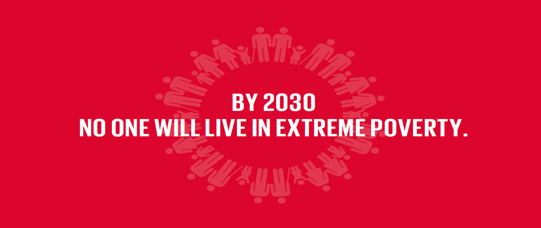 BY 2030
NO ONE WILL LIVE IN EXTREME POVERTY.